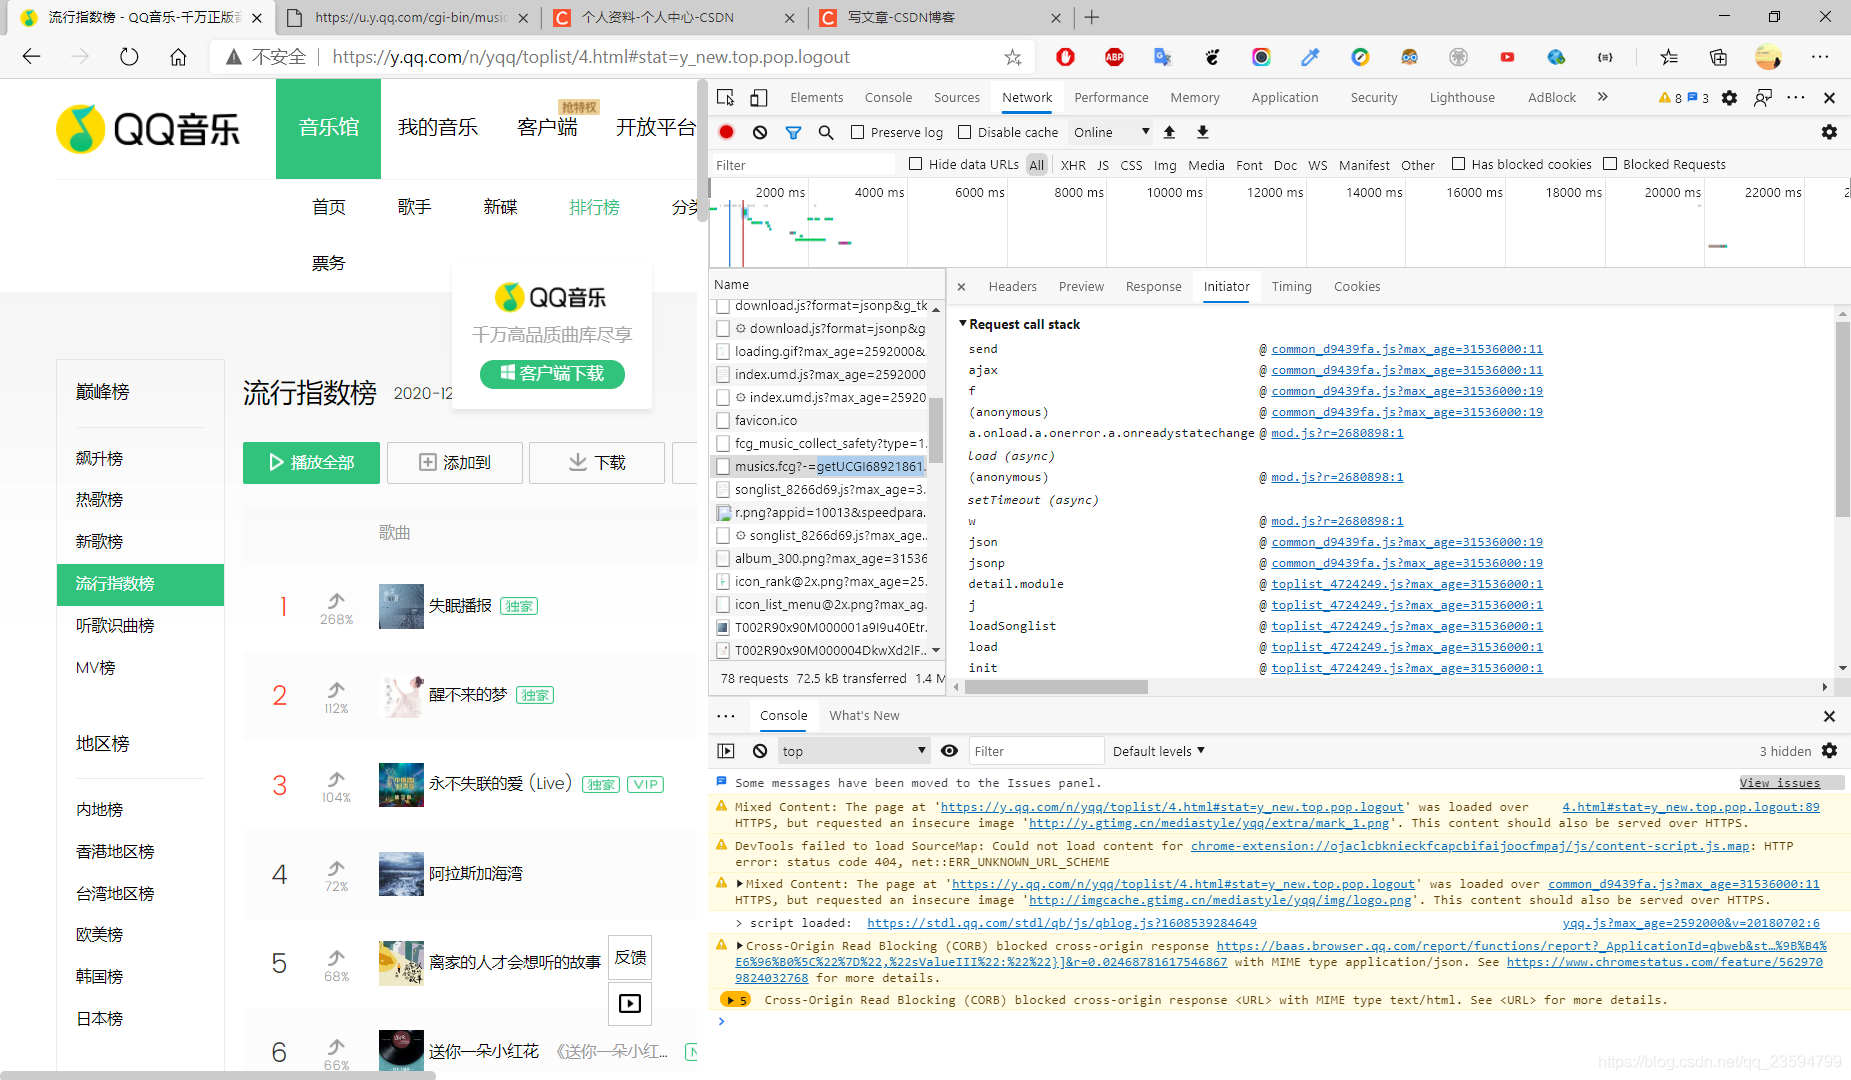 流行指数榜 - QQ音乐-千万正版音
https://u.y.qq.com/cgi-bin/music
个人资料-个人中心-CSDN
写文章-CSDN博客
不安全 https://y.qq.com/n/yqq/toplist/4.html#stat=y_new.top.pop.logout
QQ音乐
音乐馆 我的音乐 客户端 抢特权 开放平台
首页 歌手 新碟 排行榜 分类
票务
QQ音乐
千万高品质曲库尽享
客户端下载
巅峰榜
飙升榜
热歌榜
新歌榜
流行指数榜
听歌识曲榜
MV榜
地区榜
内地榜
香港地区榜
台湾地区榜
欧美榜
韩国榜
日本榜
流行指数榜 2020-12
播放全部 添加到 下载
歌曲
1 268% 失眠播报 独家
2 112% 醒不来的梦 独家
3 104% 永不失联的爱 (Live) 独家 VIP
4 72% 阿拉斯加海湾
5 68% 离家的人才会想听的故事
6 66% 送你一朵小红花 《送你一朵小红...
反馈
Elements Console Sources Network Performance Memory Application Security Lighthouse AdBlock 8 3
Preserve log Disable cache Online
Filter Hide data URLs All XHR JS CSS Img Media Font Doc WS Manifest Other Has blocked cookies Blocked Requests
2000 ms 4000 ms 6000 ms 8000 ms 10000 ms 12000 ms 14000 ms 16000 ms 18000 ms 20000 ms 22000 ms 2
Name
download.js?format=jsonp&g_tk
download.js?format=jsonp&g
loading.gif?max_age=2592000&
index.umd.js?max_age=2592000
index.umd.js?max_age=25920
favicon.ico
fcg_music_collect_safety?type=1.
musics.fcg?-=getUCGI68921861.
songlist_8266d69.js?max_age=3.
r.png?appid=10013&speedpara.
songlist_8266d69.js?max_age..
album_300.png?max_age=31536
icon_rank@2x.png?max_age=25.
icon_list_menu@2x.png?max_ag.
T002R90x90M000001a9I9u40Etr.
T002R90x90M000004DkwXd2lF..
78 requests 72.5 kB transferred 1.4 M
Headers Preview Response Initiator Timing Cookies
Request call stack
send @ common_d9439fa.js?max_age=31536000:11
ajax @ common_d9439fa.js?max_age=31536000:11
f @ common_d9439fa.js?max_age=31536000:19
(anonymous) @ common_d9439fa.js?max_age=31536000:19
a.onload.a.onerror.a.onreadystatechange @ mod.js?r=2680898:1
load (async)
(anonymous) @ mod.js?r=2680898:1
setTimeout (async)
w @ mod.js?r=2680898:1
json @ common_d9439fa.js?max_age=31536000:19
jsonp @ common_d9439fa.js?max_age=31536000:19
detail.module @ toplist_4724249.js?max_age=31536000:1
j @ toplist_4724249.js?max_age=31536000:1
loadSonglist @ toplist_4724249.js?max_age=31536000:1
load @ toplist_4724249.js?max_age=31536000:1
init @ toplist_4724249.js?max_age=31536000:1
Console What's New
top Filter Default levels 3 hidden
Some messages have been moved to the Issues panel. View issues
Mixed Content: The page at 'https://y.qq.com/n/yqq/toplist/4.html#stat=y_new.top.pop.logout' was loaded over 4.html#stat=y_new.top.pop.logout:89
HTTPS, but requested an insecure image 'http://y.gtimg.cn/mediastyle/yqq/extra/mark_1.png'. This content should also be served over HTTPS.
DevTools failed to load SourceMap: Could not load content for chrome-extension://ojaclcbknieckfcapcbifaijoocfmpaj/js/content-script.js.map: HTTP
error: status code 404, net::ERR_UNKNOWN_URL_SCHEME
Mixed Content: The page at 'https://y.qq.com/n/yqq/toplist/4.html#stat=y_new.top.pop.logout' was loaded over common_d9439fa.js?max_age=31536000:11
HTTPS, but requested an insecure image 'http://imgcache.gtimg.cn/mediastyle/yqq/img/logo.png'. This content should also be served over HTTPS.
> script loaded: https://stdl.qq.com/stdl/qb/js/qblog.js?1608539284649 yqq.js?max_age=2592000&v=20180702:6
Cross-Origin Read Blocking (CORB) blocked cross-origin response https://baas.browser.qq.com/report/functions/report?_ApplicationId=qbweb&st…%9B%B4%
E6%96%B0%5C%22%7D%22,%22sValueIII%22:%22%22}]&r=0.02468781617546867 with MIME type application/json. See https://www.chromestatus.com/feature/562970
9824032768 for more details.
5 Cross-Origin Read Blocking (CORB) blocked cross-origin response <URL> with MIME type text/html. See <URL> for more details.
https://blog.csdn.net/qq_23594799